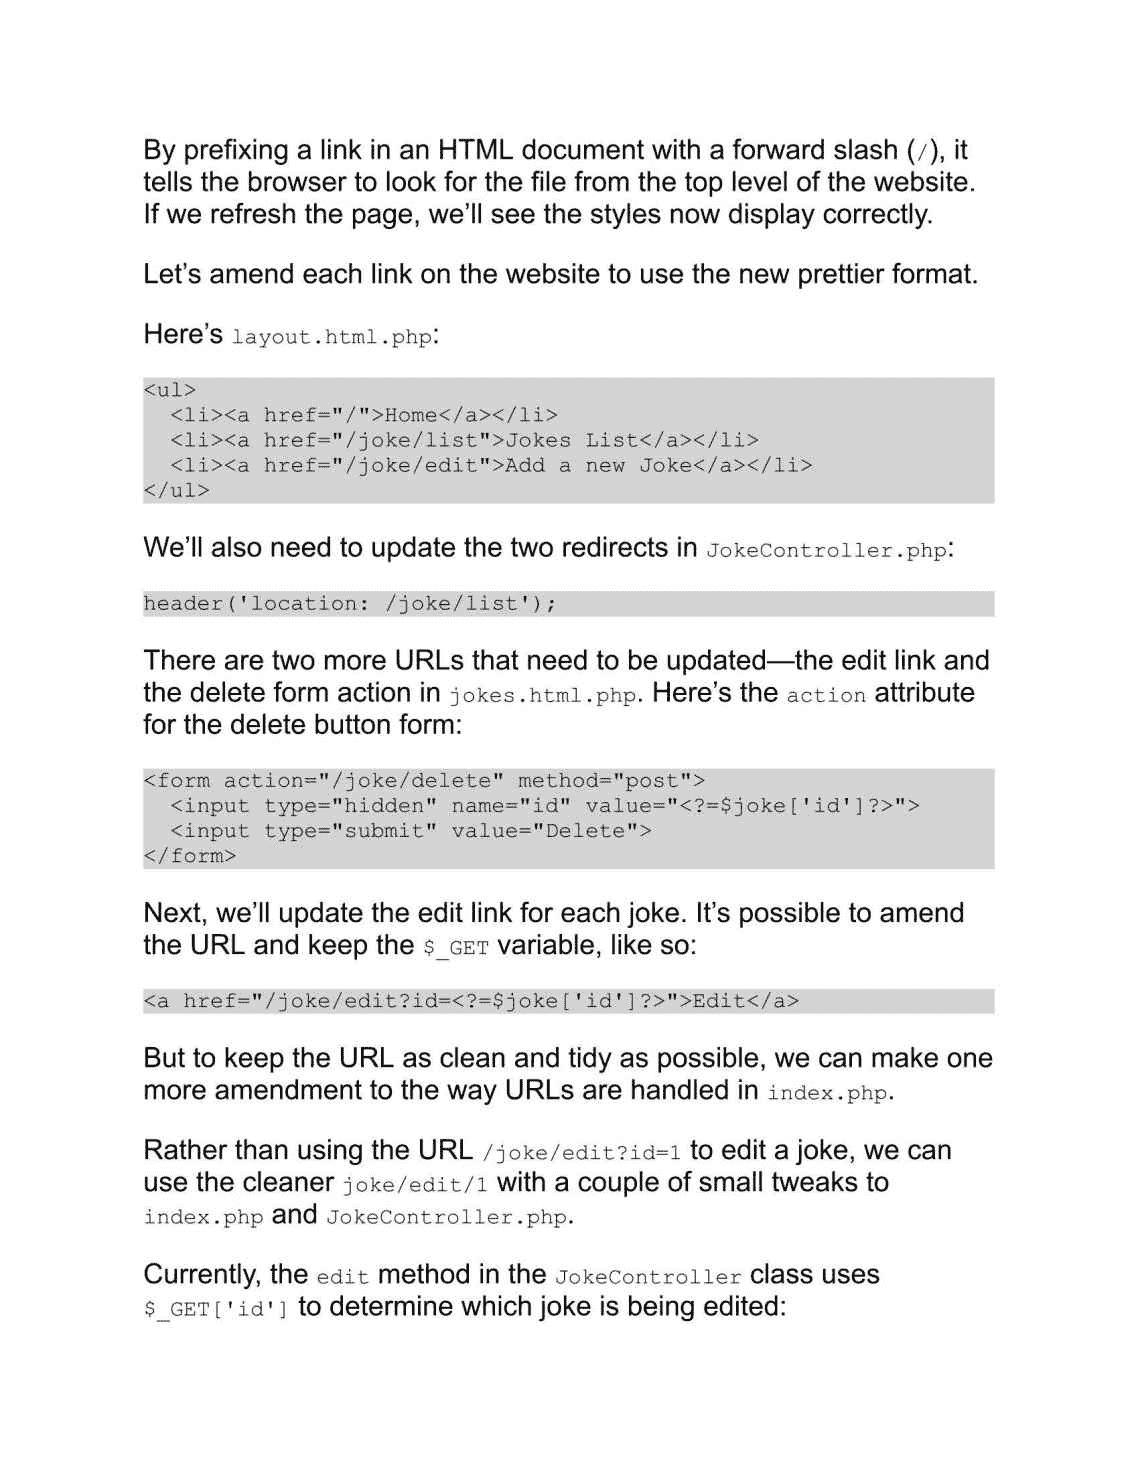 By prefixing a link in an HTML document with a forward slash (/), it
tells the browser to look for the file from the top level of the website.
If we refresh the page, we’ll see the styles now display correctly.
Let’s amend each link on the website to use the new prettier format.
Here’s layout.html.php:
<ul>
  <li><a href="/">Home</a></li>
  <li><a href="/joke/list">Jokes List</a></li>
  <li><a href="/joke/edit">Add a new Joke</a></li>
</ul>
We’ll also need to update the two redirects in JokeController.php:
header('location: /joke/list');
There are two more URLs that need to be updated—the edit link and
the delete form action in jokes.html.php. Here’s the action attribute
for the delete button form:
<form action="/joke/delete" method="post">
  <input type="hidden" name="id" value="<?=$joke['id']?>">
  <input type="submit" value="Delete">
</form>
Next, we’ll update the edit link for each joke. It’s possible to amend
the URL and keep the $_GET variable, like so:
<a href="/joke/edit?id=<?=$joke['id']?>">Edit</a>
But to keep the URL as clean and tidy as possible, we can make one
more amendment to the way URLs are handled in index.php.
Rather than using the URL /joke/edit?id=1 to edit a joke, we can
use the cleaner joke/edit/1 with a couple of small tweaks to
index.php and JokeController.php.
Currently, the edit method in the JokeController class uses
$_GET['id'] to determine which joke is being edited: